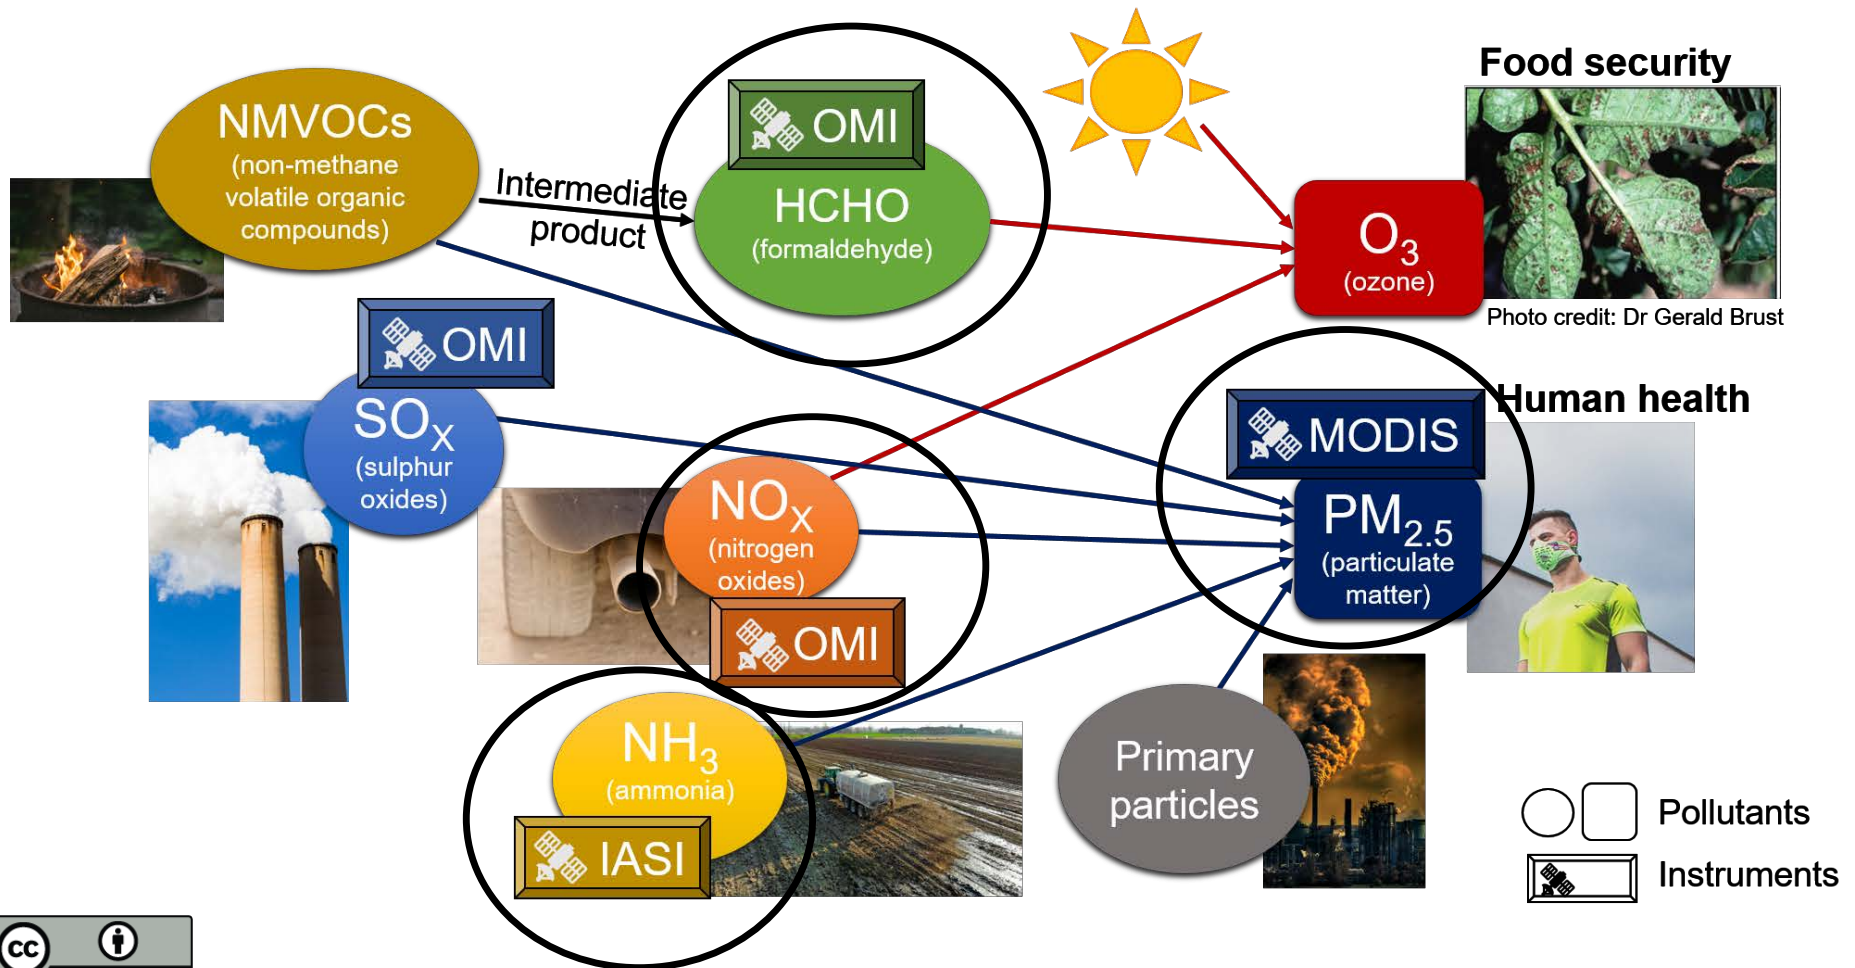 NMVOCs
(non-methane
volatile organic
compounds)
Intermediate
product
OMI
HCHO
(formaldehyde)
Food security
O3
(ozone)
Photo credit: Dr Gerald Brust
OMI
SOX
(sulphur
oxides)
NOX
(nitrogen
oxides)
OMI
Human health
MODIS
PM2.5
(particulate
matter)
NH3
(ammonia)
IASI
Primary
particles
Pollutants
Instruments
cc